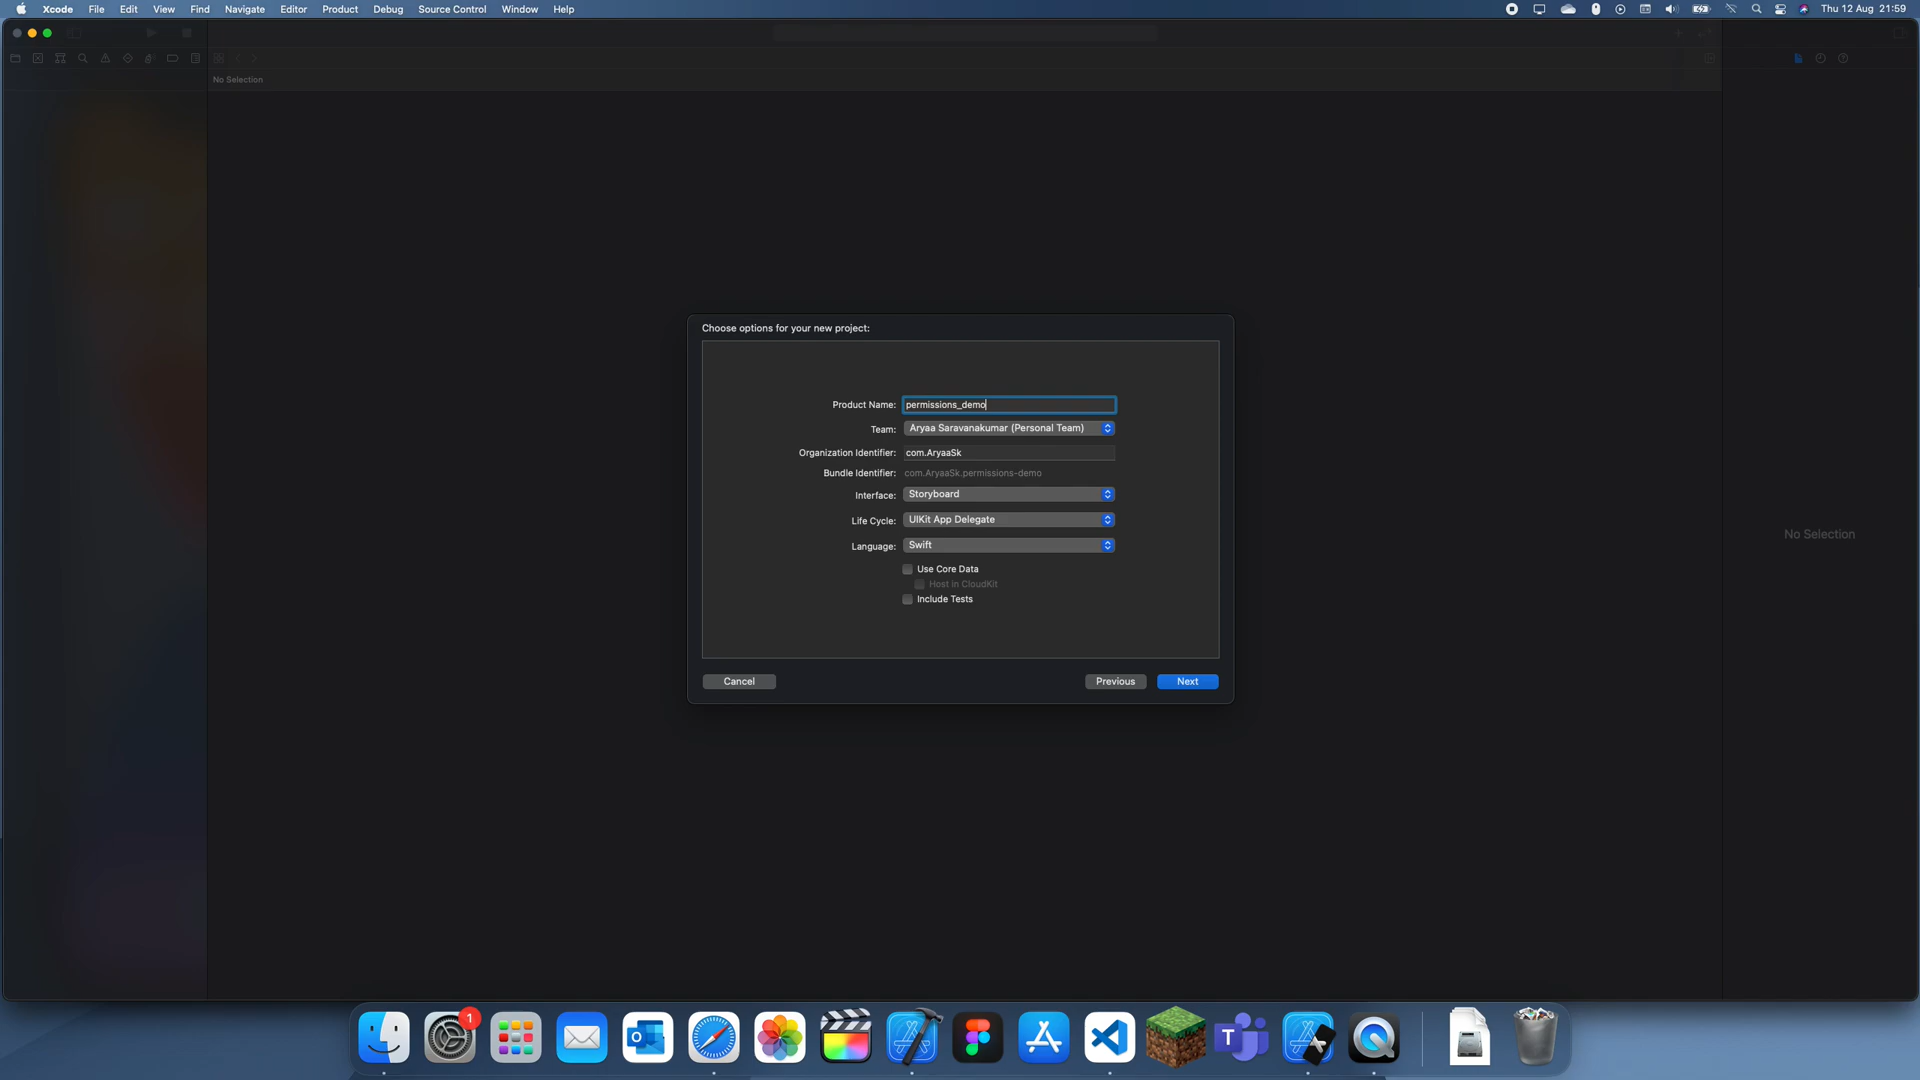 Xcode File Edit View Find Navigate Editor Product Debug Source Control Window Help
Thu 12 Aug 21:59
No Selection
Choose options for your new project:
Product Name: permissions_demo
Team: Aryaa Saravanakumar (Personal Team)
Organization Identifier: com.AryaaSk
Bundle Identifier: com.AryaaSk.permissions-demo
Interface: Storyboard
Life Cycle: UIKit App Delegate
Language: Swift
Use Core Data
Host in CloudKit
Include Tests
Cancel Previous Next
No Selection
1